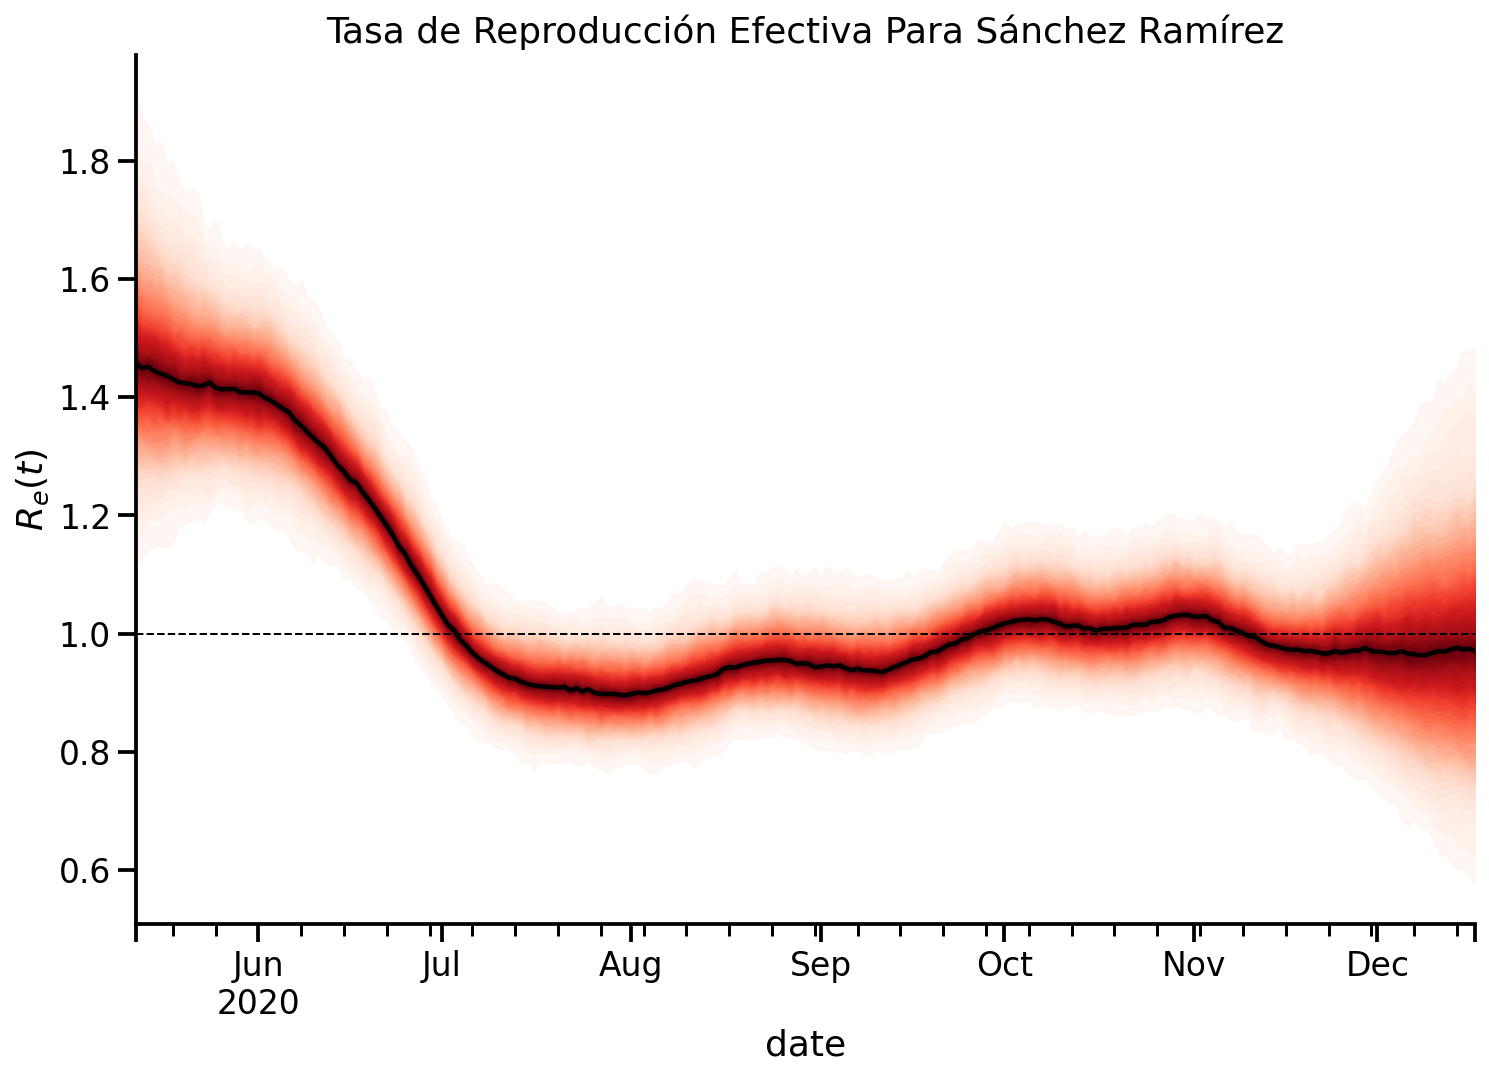 Tasa de Reproducción Efectiva Para Sánchez Ramírez
1.8
1.6
1.4
1.2
1.0
0.8
0.6
Rₑ(t)
Jun Jul Aug Sep Oct Nov Dec
2020
date